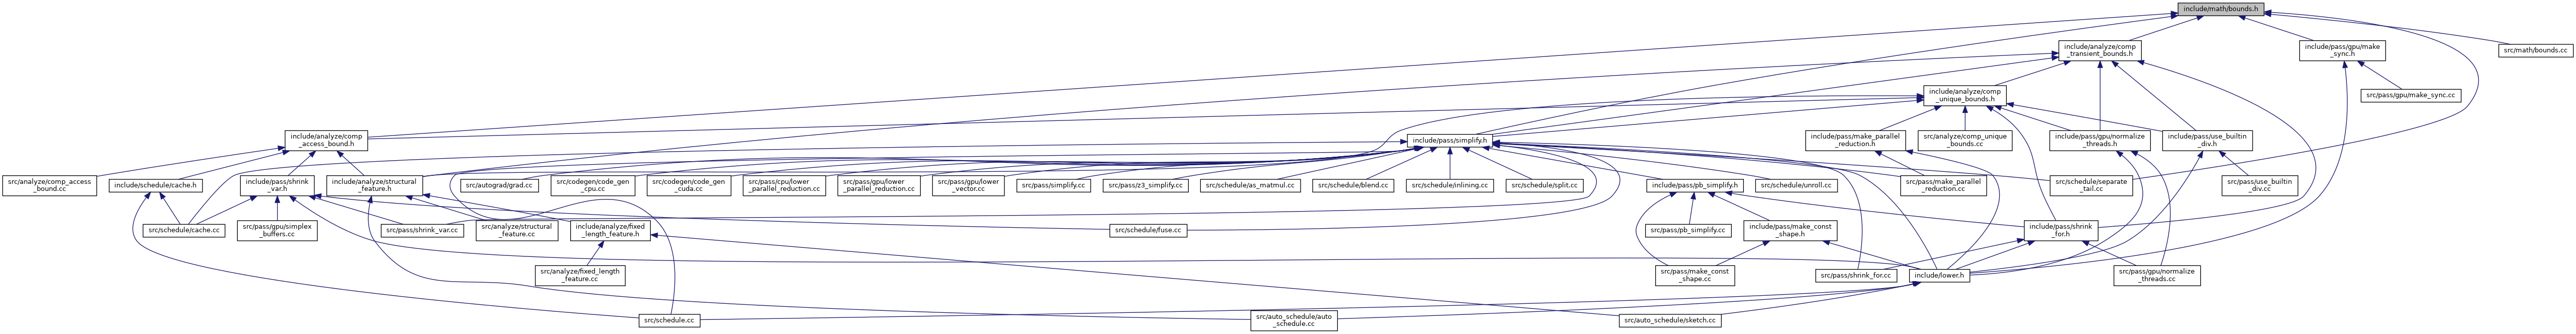 include/math/bounds.h
include/analyze/comp
_transient_bounds.h
include/pass/gpu/make
_sync.h
src/math/bounds.cc
include/analyze/comp
_unique_bounds.h
src/pass/gpu/make_sync.cc
include/analyze/comp
_access_bound.h
include/pass/simplify.h
include/pass/make_parallel
_reduction.h
src/analyze/comp_unique
_bounds.cc
include/pass/gpu/normalize
_threads.h
include/pass/use_builtin
_div.h
src/analyze/comp_access
_bound.cc
include/schedule/cache.h
include/pass/shrink
_var.h
include/analyze/structural
_feature.h
src/autograd/grad.cc
src/codegen/code_gen
_cpu.cc
src/codegen/code_gen
_cuda.cc
src/pass/cpu/lower
_parallel_reduction.cc
src/pass/gpu/lower
_parallel_reduction.cc
src/pass/gpu/lower
_vector.cc
src/pass/simplify.cc
src/pass/z3_simplify.cc
src/schedule/as_matmul.cc
src/schedule/blend.cc
src/schedule/inlining.cc
src/schedule/split.cc
include/pass/pb_simplify.h
src/schedule/unroll.cc
src/pass/make_parallel
_reduction.cc
src/schedule/separate
_tail.cc
src/pass/use_builtin
_div.cc
src/schedule/cache.cc
src/pass/gpu/simplex
_buffers.cc
src/pass/shrink_var.cc
src/analyze/structural
_feature.cc
include/analyze/fixed
_length_feature.h
src/schedule/fuse.cc
src/pass/pb_simplify.cc
include/pass/make_const
_shape.h
include/pass/shrink
_for.h
src/analyze/fixed_length
_feature.cc
src/pass/make_const
_shape.cc
src/pass/shrink_for.cc
include/lower.h
src/pass/gpu/normalize
_threads.cc
src/schedule.cc
src/auto_schedule/auto
_schedule.cc
src/auto_schedule/sketch.cc